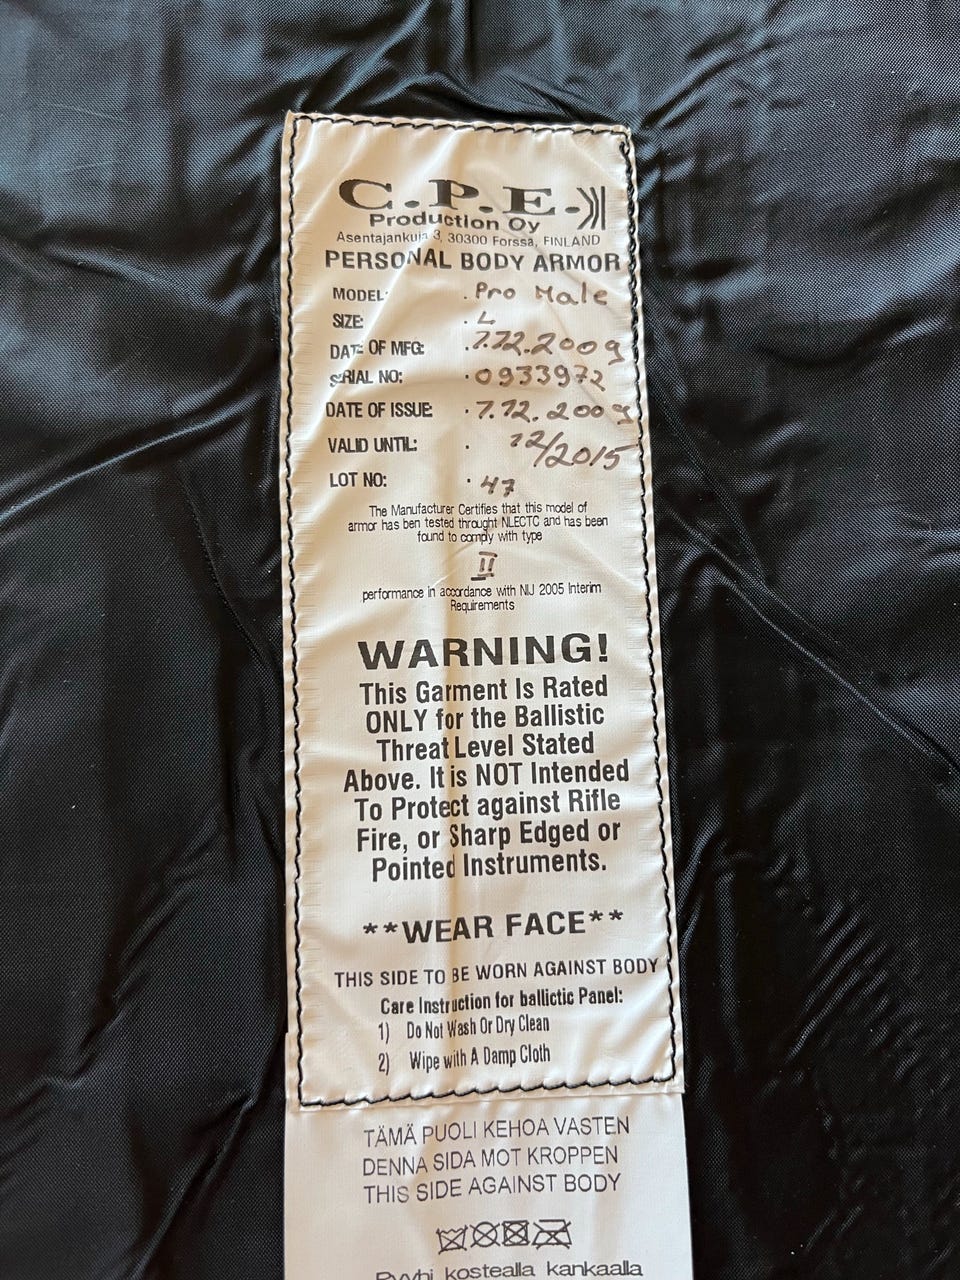 C.P.E.
Production Oy
Asentajankuja 3, 30300 Forssa, FINLAND
PERSONAL BODY ARMOR
MODEL: . Pro Male
SIZE: . L
DATE OF MFG: . 7.12.2009
SERIAL NO: . 0933972
DATE OF ISSUE: . 7.12.2009
VALID UNTIL: . 12/2015
LOT NO: . 47
The Manufacturer Certifies that this model of
armor has ben tested throught NLECTC and has been
found to comply with type
II
performance in accordance with NIJ 2005 Interim
Requirements
WARNING!
This Garment Is Rated
ONLY for the Ballistic
Threat Level Stated
Above. It is NOT Intended
To Protect against Rifle
Fire, or Sharp Edged or
Pointed Instruments.
**WEAR FACE**
THIS SIDE TO BE WORN AGAINST BODY
Care Instruction for ballictic Panel:
1) Do Not Wash Or Dry Clean
2) Wipe with A Damp Cloth
TÄMÄ PUOLI KEHOA VASTEN
DENNA SIDA MOT KROPPEN
THIS SIDE AGAINST BODY
Pyyhi kostealla kankaalla